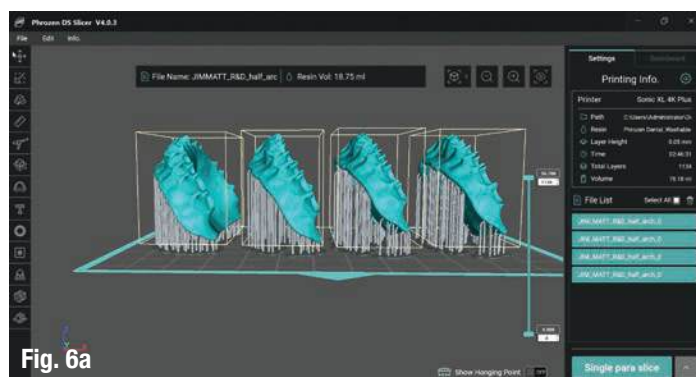 Phrozen DS Slicer V4.0.3
File Edit Info.
File Name: JIMMATT_R&D_half_arc Resin Vol: 18.75 ml
Settings Dashboard
Printing Info.
Printer Sonic XL 4K Plus
Path
Resin Phrozen Dental_Washable
Layer Height 0.05 mm
Time
Total Layers
Volume
File List Select All
JIM_MATT_R&D_half_arch_0
JIM_MATT_R&D_half_arch_0
JIM_MATT_R&D_half_arch_0
JIM_MATT_R&D_half_arch_0
Show Hanging Point OFF
Single para slice
Fig. 6a